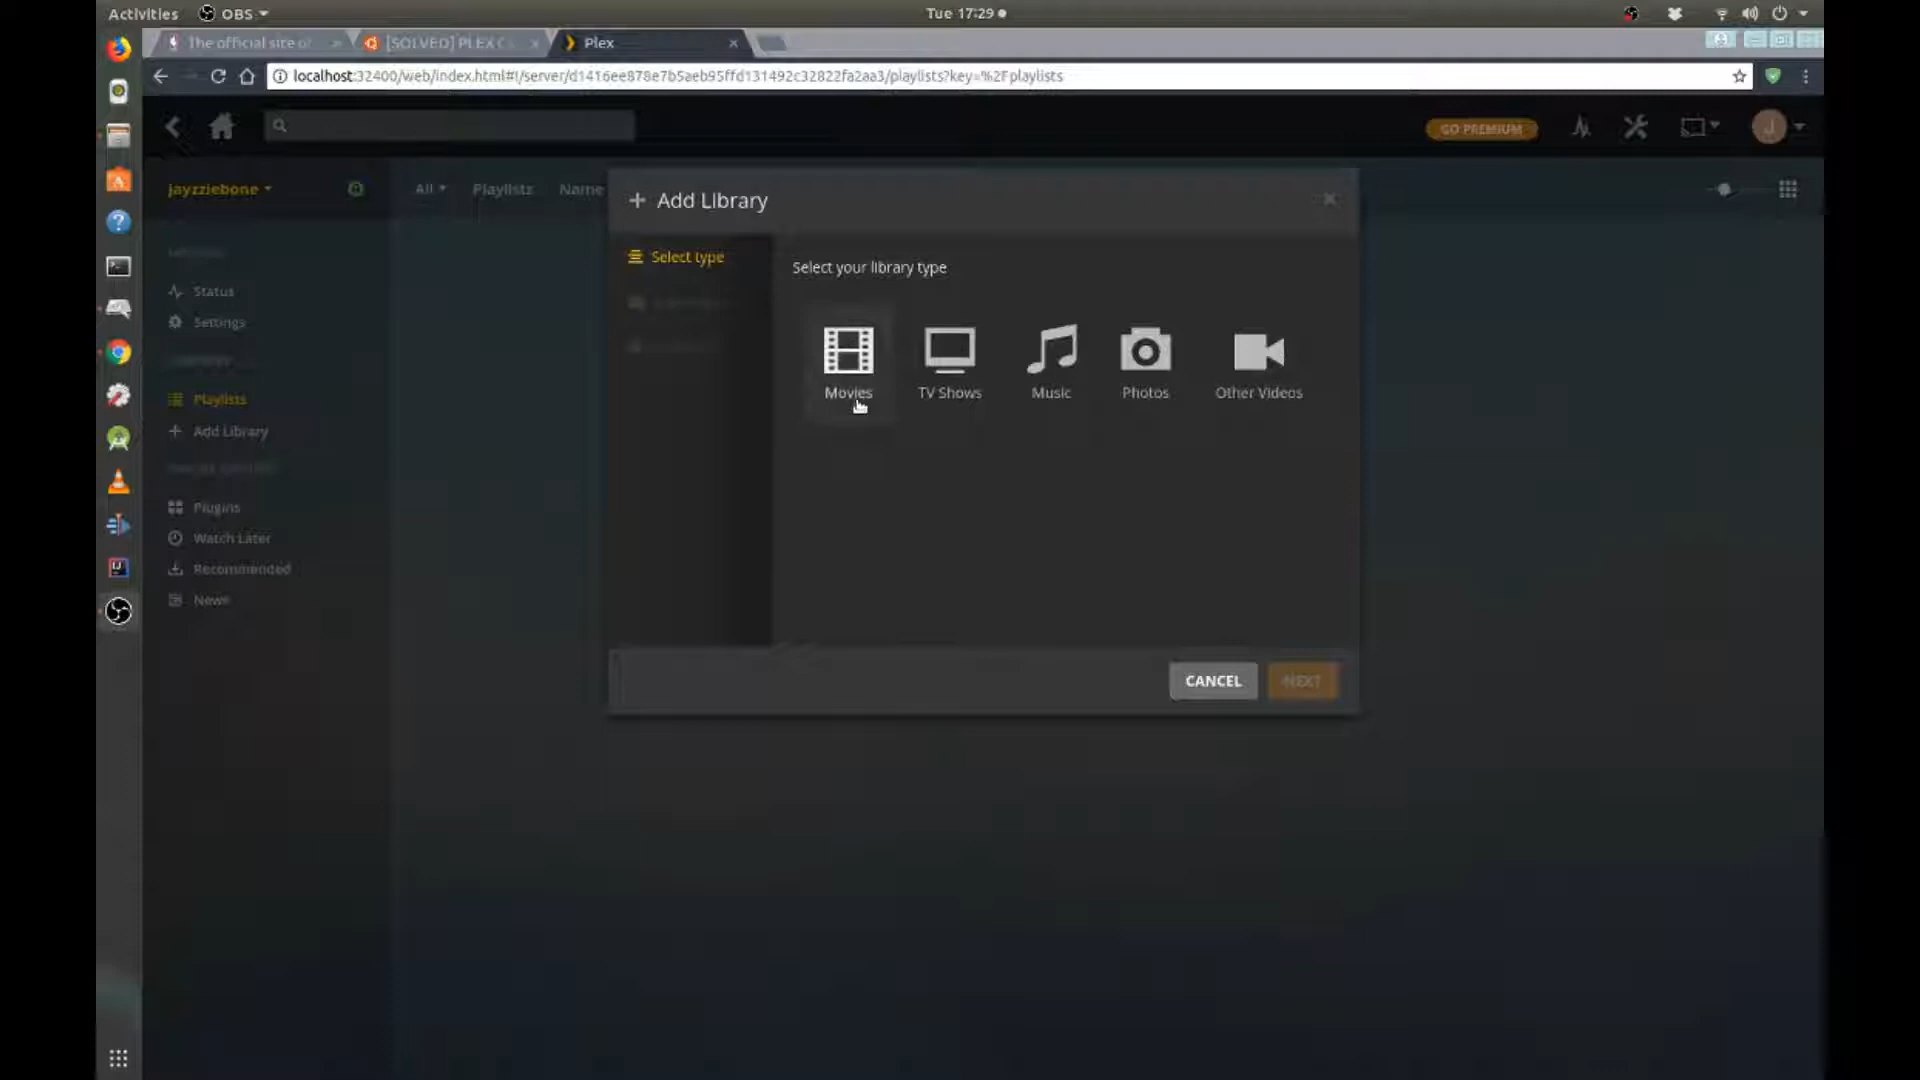 Activities OBS Tue 17:29
The official site of [SOLVED] PLEX C Plex
localhost:32400/web/index.html#!/server/d1416ee878e7b5aeb95ffd131492c32822fa2aa3/playlists?key=%2Fplaylists
GO PREMIUM J
jayzziebone All Playlists Name
+ Add Library
Select type
Select your library type
Status
Settings
Movies TV Shows Music Photos Other Videos
Playlists
+ Add Library
Plugins
Watch Later
Recommended
News
CANCEL NEXT